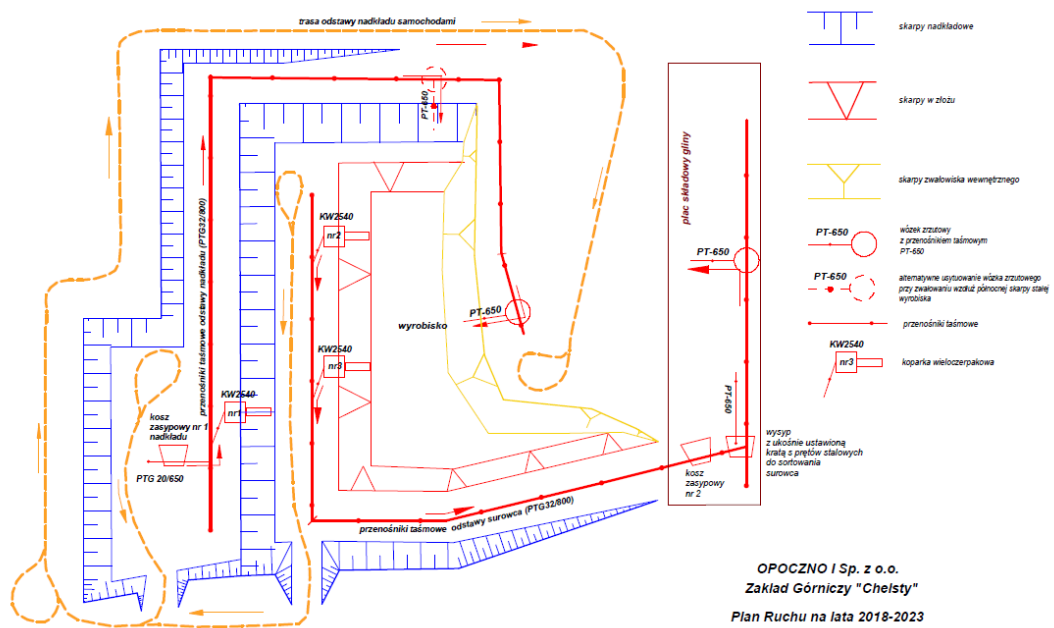 trasa odstawy nadkładu samochodami
PT-650
przenośniki taśmowe odstawy nadkładu (PTG32/800)
KW2540
nr2
wyrobisko
PT-650
KW2540
nr3
KW2540
nr1
kosz
zasypowy nr 1
nadkładu
PTG 20/650
przenośniki taśmowe odstawy surowca (PTG32/800)
plac składowy gliny
PT-650
PT-650
kosz
zasypowy
nr 2
wysyp
z ukośnie ustawioną
kratą s prętów stalowych
do sortowania
surowca
skarpy nadkładowe
skarpy w złożu
skarpy zwałowiska wewnętrznego
PT-650
wózek zrzutowy
z przenośnikiem taśmowym
PT-650
PT-650
alternatywne usytuowanie wózka zrzutowego
przy zwałowaniu wzdłuż północnej skarpy stałej
wyrobiska
przenośniki taśmowe
KW2540
nr3
koparka wieloczerpakowa
OPOCZNO I Sp. z o.o.
Zakład Górniczy "Chelsty"
Plan Ruchu na lata 2018-2023